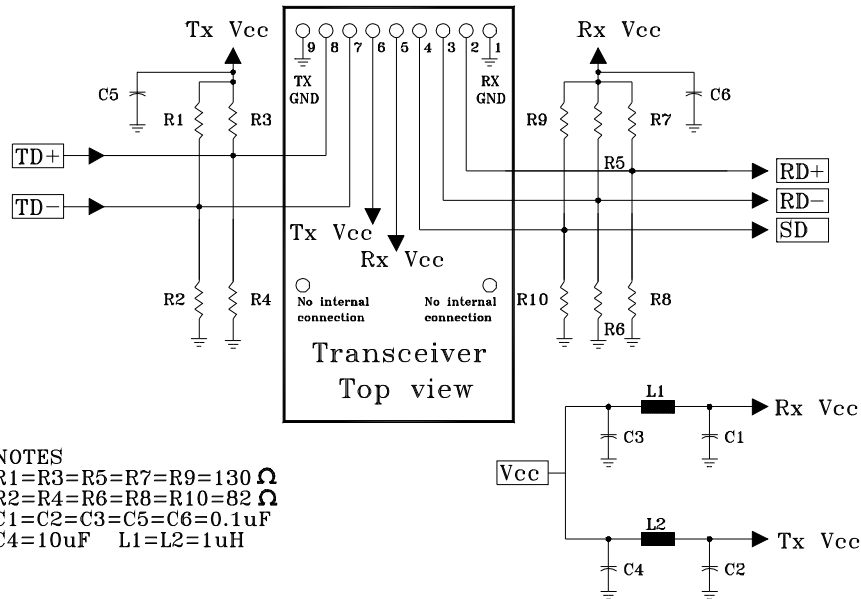 Tx Vcc
Rx Vcc
9 8 7 6 5 4 3 2 1
TX GND
RX GND
C5
R1
R3
R9
R7
C6
TD+
R5
RD+
TD-
RD-
Tx Vcc
SD
Rx Vcc
R2
R4
No internal connection
No internal connection
R10
R8
R6
Transceiver
Top view
L1
Rx Vcc
C3
C1
Vcc
L2
Tx Vcc
C4
C2
NOTES
R1=R3=R5=R7=R9=130 Ω
R2=R4=R6=R8=R10=82 Ω
C1=C2=C3=C5=C6=0.1uF
C4=10uF L1=L2=1uH